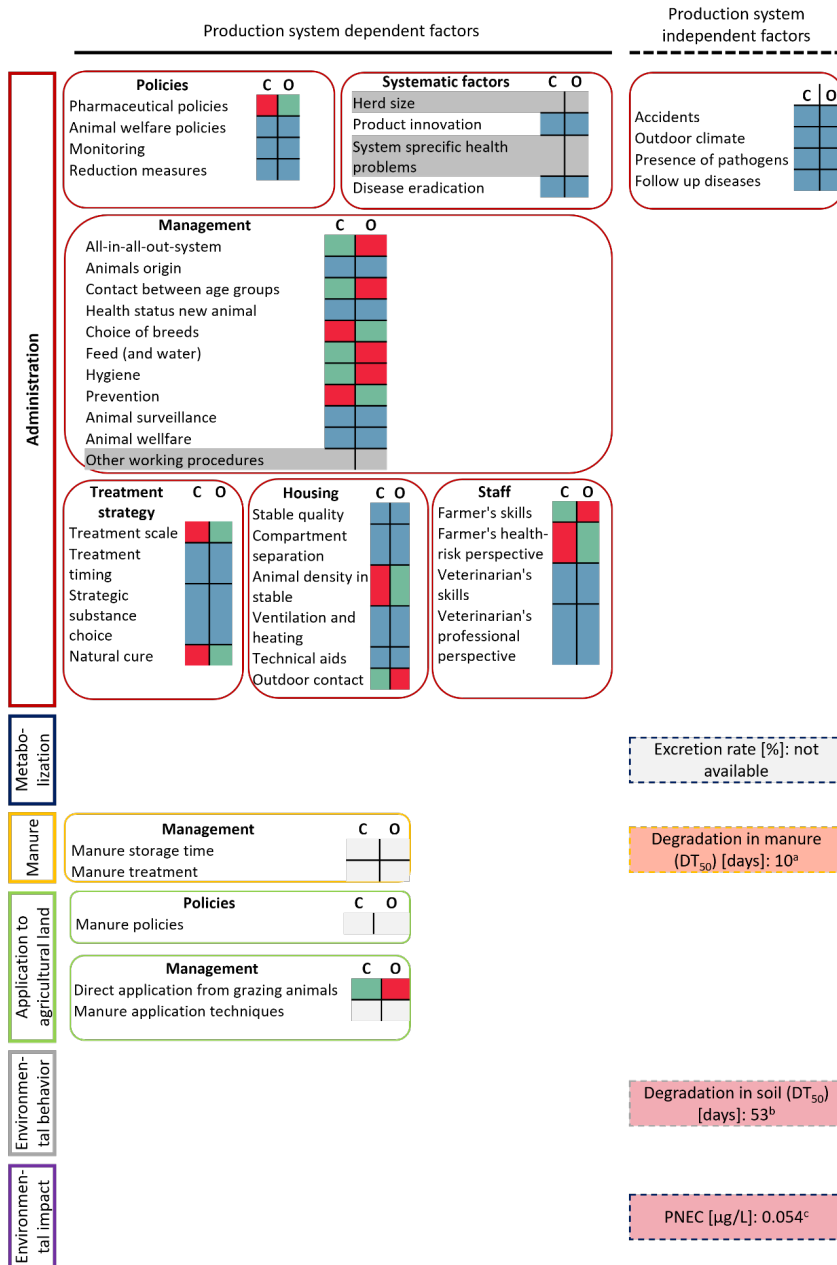 Production system dependent factors
Production system
independent factors
Administration
Policies
C O
Pharmaceutical policies
Animal welfare policies
Monitoring
Reduction measures
Systematic factors
C O
Herd size
Product innovation
System sprecific health
problems
Disease eradication
C O
Accidents
Outdoor climate
Presence of pathogens
Follow up diseases
Management
C O
All-in-all-out-system
Animals origin
Contact between age groups
Health status new animal
Choice of breeds
Feed (and water)
Hygiene
Prevention
Animal surveillance
Animal wellfare
Other working procedures
Treatment
strategy
C O
Treatment scale
Treatment
timing
Strategic
substance
choice
Natural cure
Housing
C O
Stable quality
Compartment
separation
Animal density in
stable
Ventilation and
heating
Technical aids
Outdoor contact
Staff
C O
Farmer's skills
Farmer's health-
risk perspective
Veterinarian's
skills
Veterinarian's
professional
perspective
Metabo-
lization
Excretion rate [%]: not
available
Manure
Management
C O
Manure storage time
Manure treatment
Degradation in manure
(DT₅₀) [days]: 10ᵃ
Application to
agricultural land
Policies
C O
Manure policies
Management
C O
Direct application from grazing animals
Manure application techniques
Environmen-
tal behavior
Degradation in soil (DT₅₀)
[days]: 53ᵇ
Environmen-
tal impact
PNEC [µg/L]: 0.054ᶜ